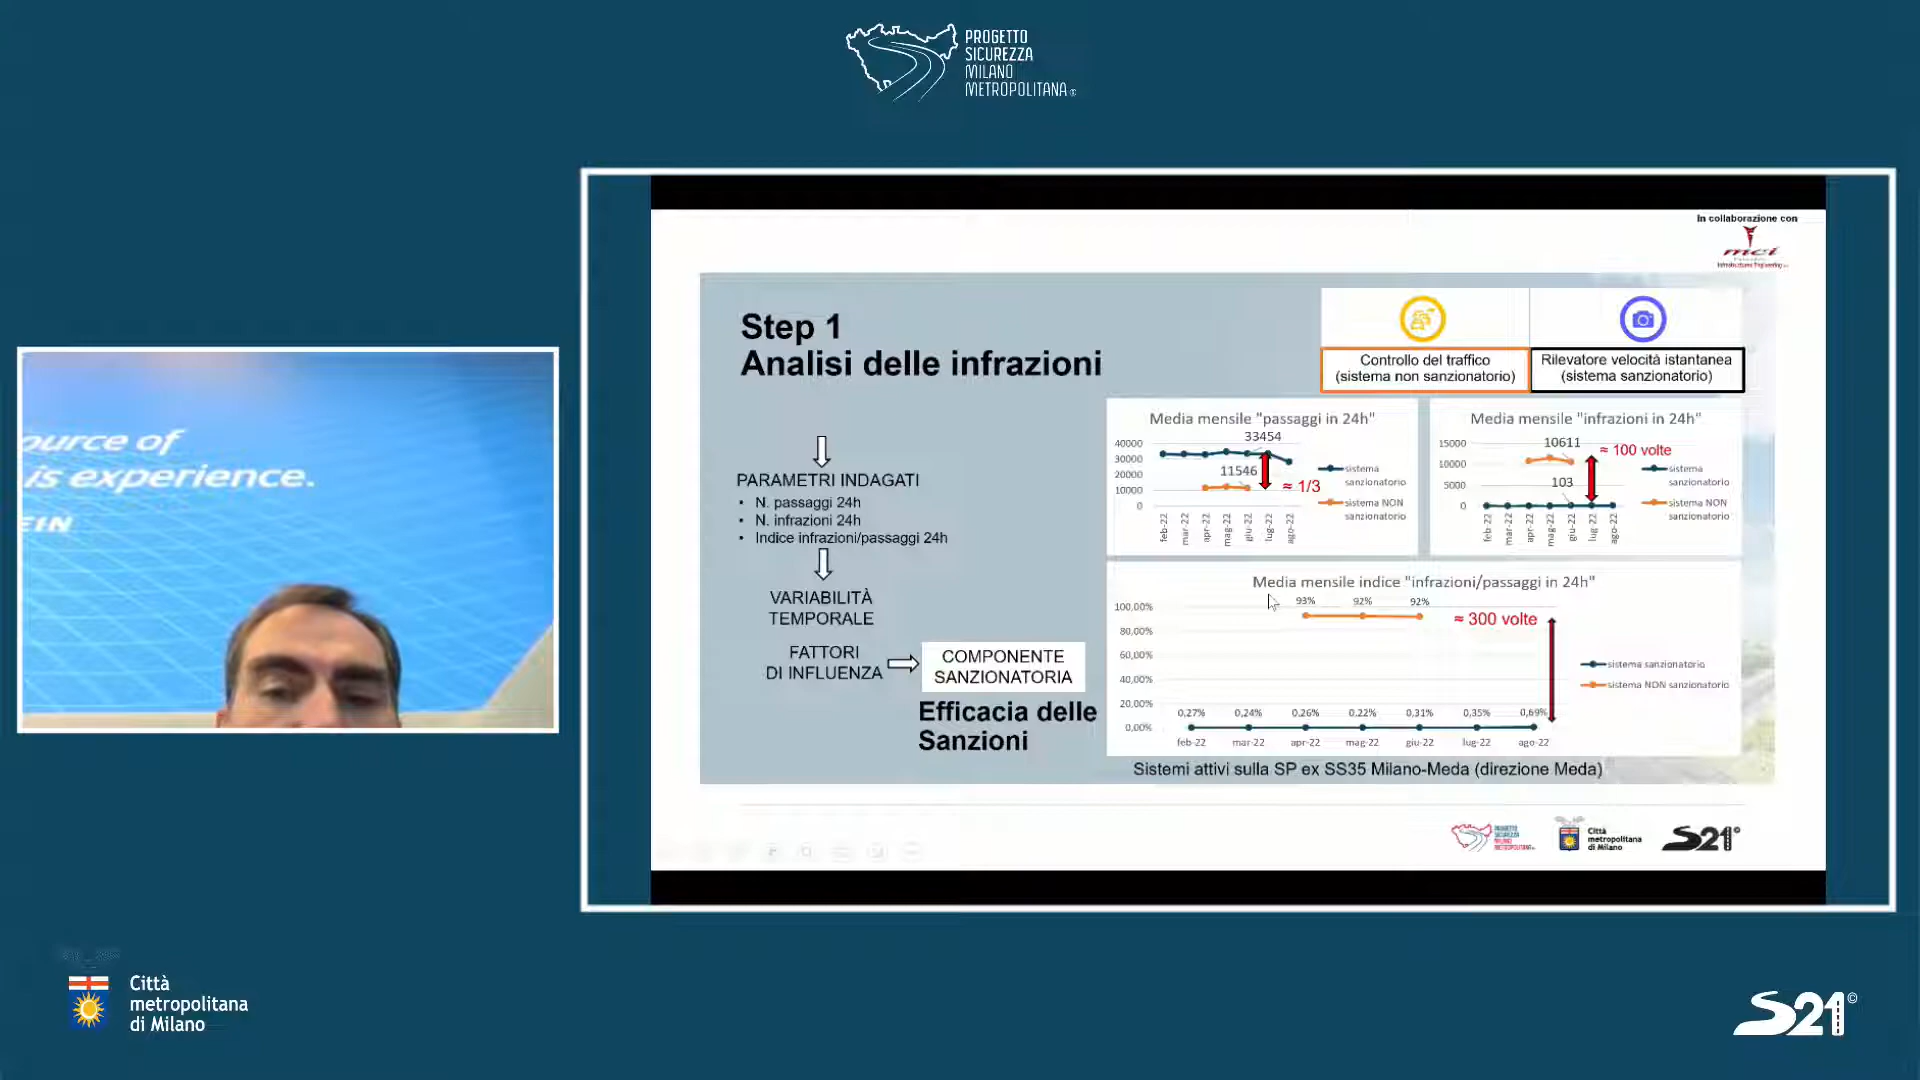 PROGETTO
SICUREZZA
MILANO
METROPOLITANA
ource of
is experience.
EIN
In collaborazione con
mci
Infrastructures Engineering
Step 1
Analisi delle infrazioni
Controllo del traffico
(sistema non sanzionatorio)
Rilevatore velocità istantanea
(sistema sanzionatorio)
PARAMETRI INDAGATI
• N. passaggi 24h
• N. infrazioni 24h
• Indice infrazioni/passaggi 24h
VARIABILITÀ
TEMPORALE
FATTORI
DI INFLUENZA
COMPONENTE
SANZIONATORIA
Efficacia delle
Sanzioni
Media mensile "passaggi in 24h"
40000
30000
20000
10000
0
33454
11546
≈ 1/3
sistema
sanzionatorio
sistema NON
sanzionatorio
feb-22
mar-22
apr-22
mag-22
giu-22
lug-22
ago-22
Media mensile "infrazioni in 24h"
15000
10000
5000
0
10611
103
≈ 100 volte
sistema
sanzionatorio
sistema NON
sanzionatorio
feb-22
mar-22
apr-22
mag-22
giu-22
lug-22
ago-22
Media mensile indice "infrazioni/passaggi in 24h"
100,00%
80,00%
60,00%
40,00%
20,00%
0,00%
93% 92% 92%
≈ 300 volte
0,27% 0,24% 0,26% 0,22% 0,31% 0,35% 0,69%
feb-22 mar-22 apr-22 mag-22 giu-22 lug-22 ago-22
sistema sanzionatorio
sistema NON sanzionatorio
Sistemi attivi sulla SP ex SS35 Milano-Meda (direzione Meda)
PROGETTO
SICUREZZA
MILANO
METROPOLITANA
Città
metropolitana
di Milano
S21©
Città
metropolitana
di Milano
S21©